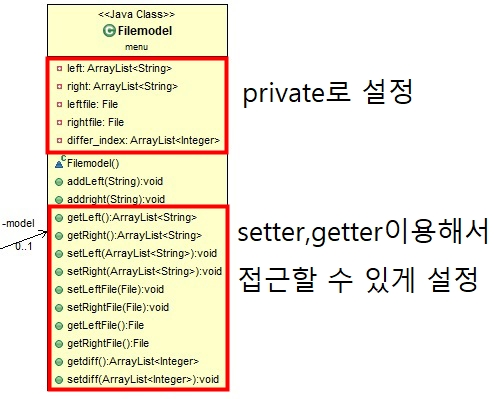 <<Java Class>>
Filemodel
menu
left: ArrayList<String>
right: ArrayList<String>
leftfile: File
rightfile: File
differ_index: ArrayList<Integer>
private로 설정
Filemodel()
addLeft(String):void
addright(String):void
getLeft():ArrayList<String>
getRight():ArrayList<String>
setLeft(ArrayList<String>):void
setRight(ArrayList<String>):void
setLeftFile(File):void
setRightFile(File):void
getLeftFile():File
getRightFile():File
getdiff():ArrayList<Integer>
setdiff(ArrayList<Integer>):void
-model
0..1
setter,getter이용해서
접근할 수 있게 설정